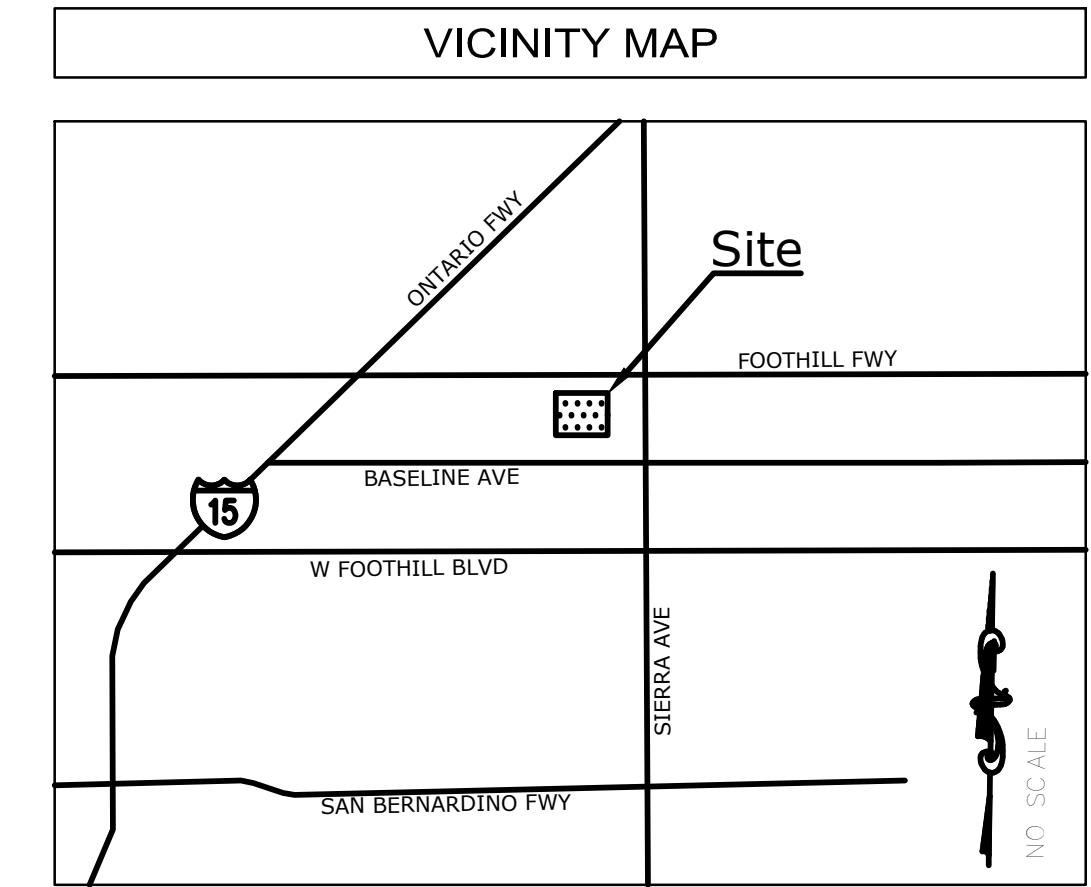 VICINITY MAP
ONTARIO FWY
Site
FOOTHILL FWY
BASELINE AVE
15
W FOOTHILL BLVD
SIERRA AVE
SAN BERNARDINO FWY
NO SCALE